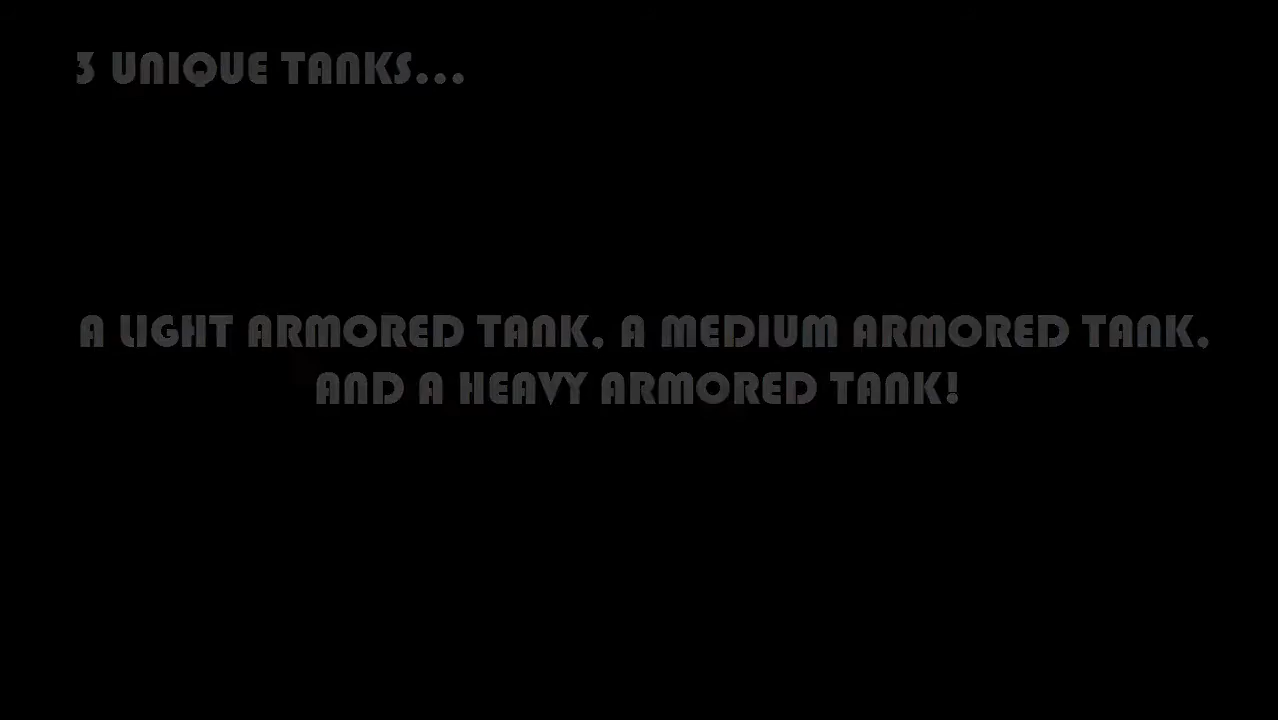 3 UNIQUE TANKS...
A LIGHT ARMORED TANK, A MEDIUM ARMORED TANK,
AND A HEAVY ARMORED TANK!